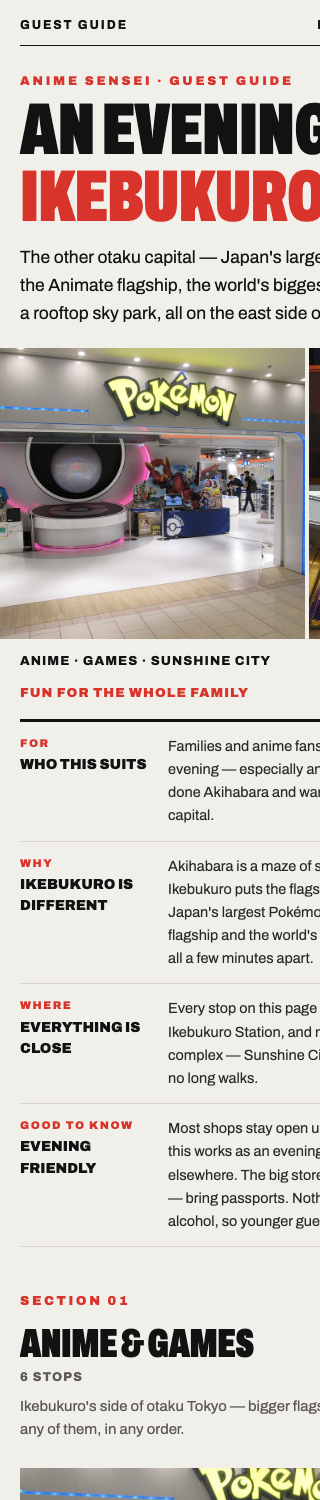 GUEST GUIDE
ANIME SENSEI · GUEST GUIDE
AN EVENING
IKEBUKURO
The other otaku capital — Japan's large
the Animate flagship, the world's bigges
a rooftop sky park, all on the east side o
POKÉMON
ANIME · GAMES · SUNSHINE CITY
FUN FOR THE WHOLE FAMILY
FOR
WHO THIS SUITS
Families and anime fans
evening — especially an
done Akihabara and wan
capital.
WHY
IKEBUKURO IS
DIFFERENT
Akihabara is a maze of s
Ikebukuro puts the flags
Japan's largest Pokémo
flagship and the world's
all a few minutes apart.
WHERE
EVERYTHING IS
CLOSE
Every stop on this page
Ikebukuro Station, and m
complex — Sunshine Ci
no long walks.
GOOD TO KNOW
EVENING
FRIENDLY
Most shops stay open u
this works as an evening
elsewhere. The big store
— bring passports. Noth
alcohol, so younger gue
SECTION 01
ANIME & GAMES
6 STOPS
Ikebukuro's side of otaku Tokyo — bigger flags
any of them, in any order.
POKÉM